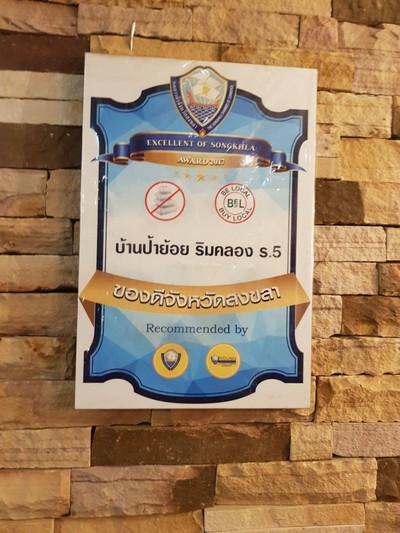 EXCELLENT OF SONGKHLA
AWARD 2017
BE LOCAL
BUY LOCAL
บ้านป้าย้อย ริมคลอง ร.5
ของดีจังหวัดสงขลา
Recommended by